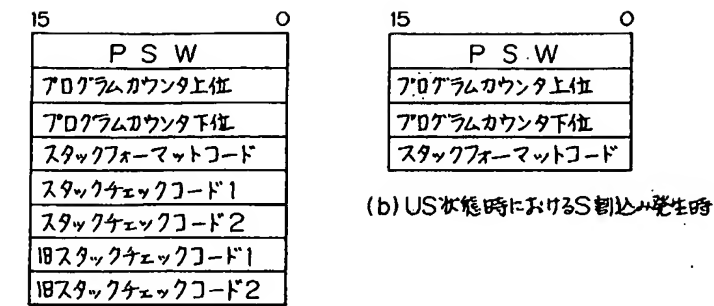 15 0
PSW
プログラムカウンタ上位
プログラムカウンタ下位
スタックフォーマットコード
スタックチェックコード1
スタックチェックコード2
旧スタックチェックコード1
旧スタックチェックコード2
15 0
PSW
プログラムカウンタ上位
プログラムカウンタ下位
スタックフォーマットコード
(b) US状態時におけるS割込み発生時